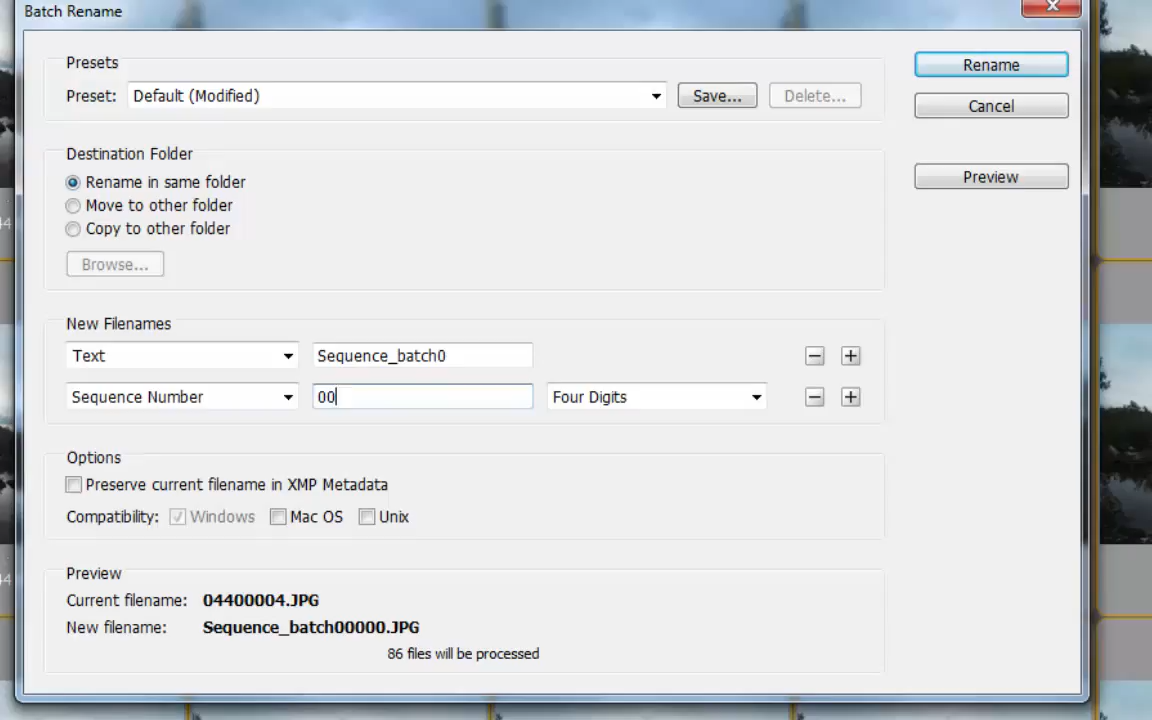 Batch Rename
Presets
Preset: Default (Modified) Save... Delete... Rename
Cancel
Destination Folder
Rename in same folder Preview
Move to other folder
Copy to other folder
Browse...
New Filenames
Text Sequence_batch0
Sequence Number 00 Four Digits
Options
Preserve current filename in XMP Metadata
Compatibility: Windows Mac OS Unix
Preview
Current filename: 04400004.JPG
New filename: Sequence_batch00000.JPG
86 files will be processed